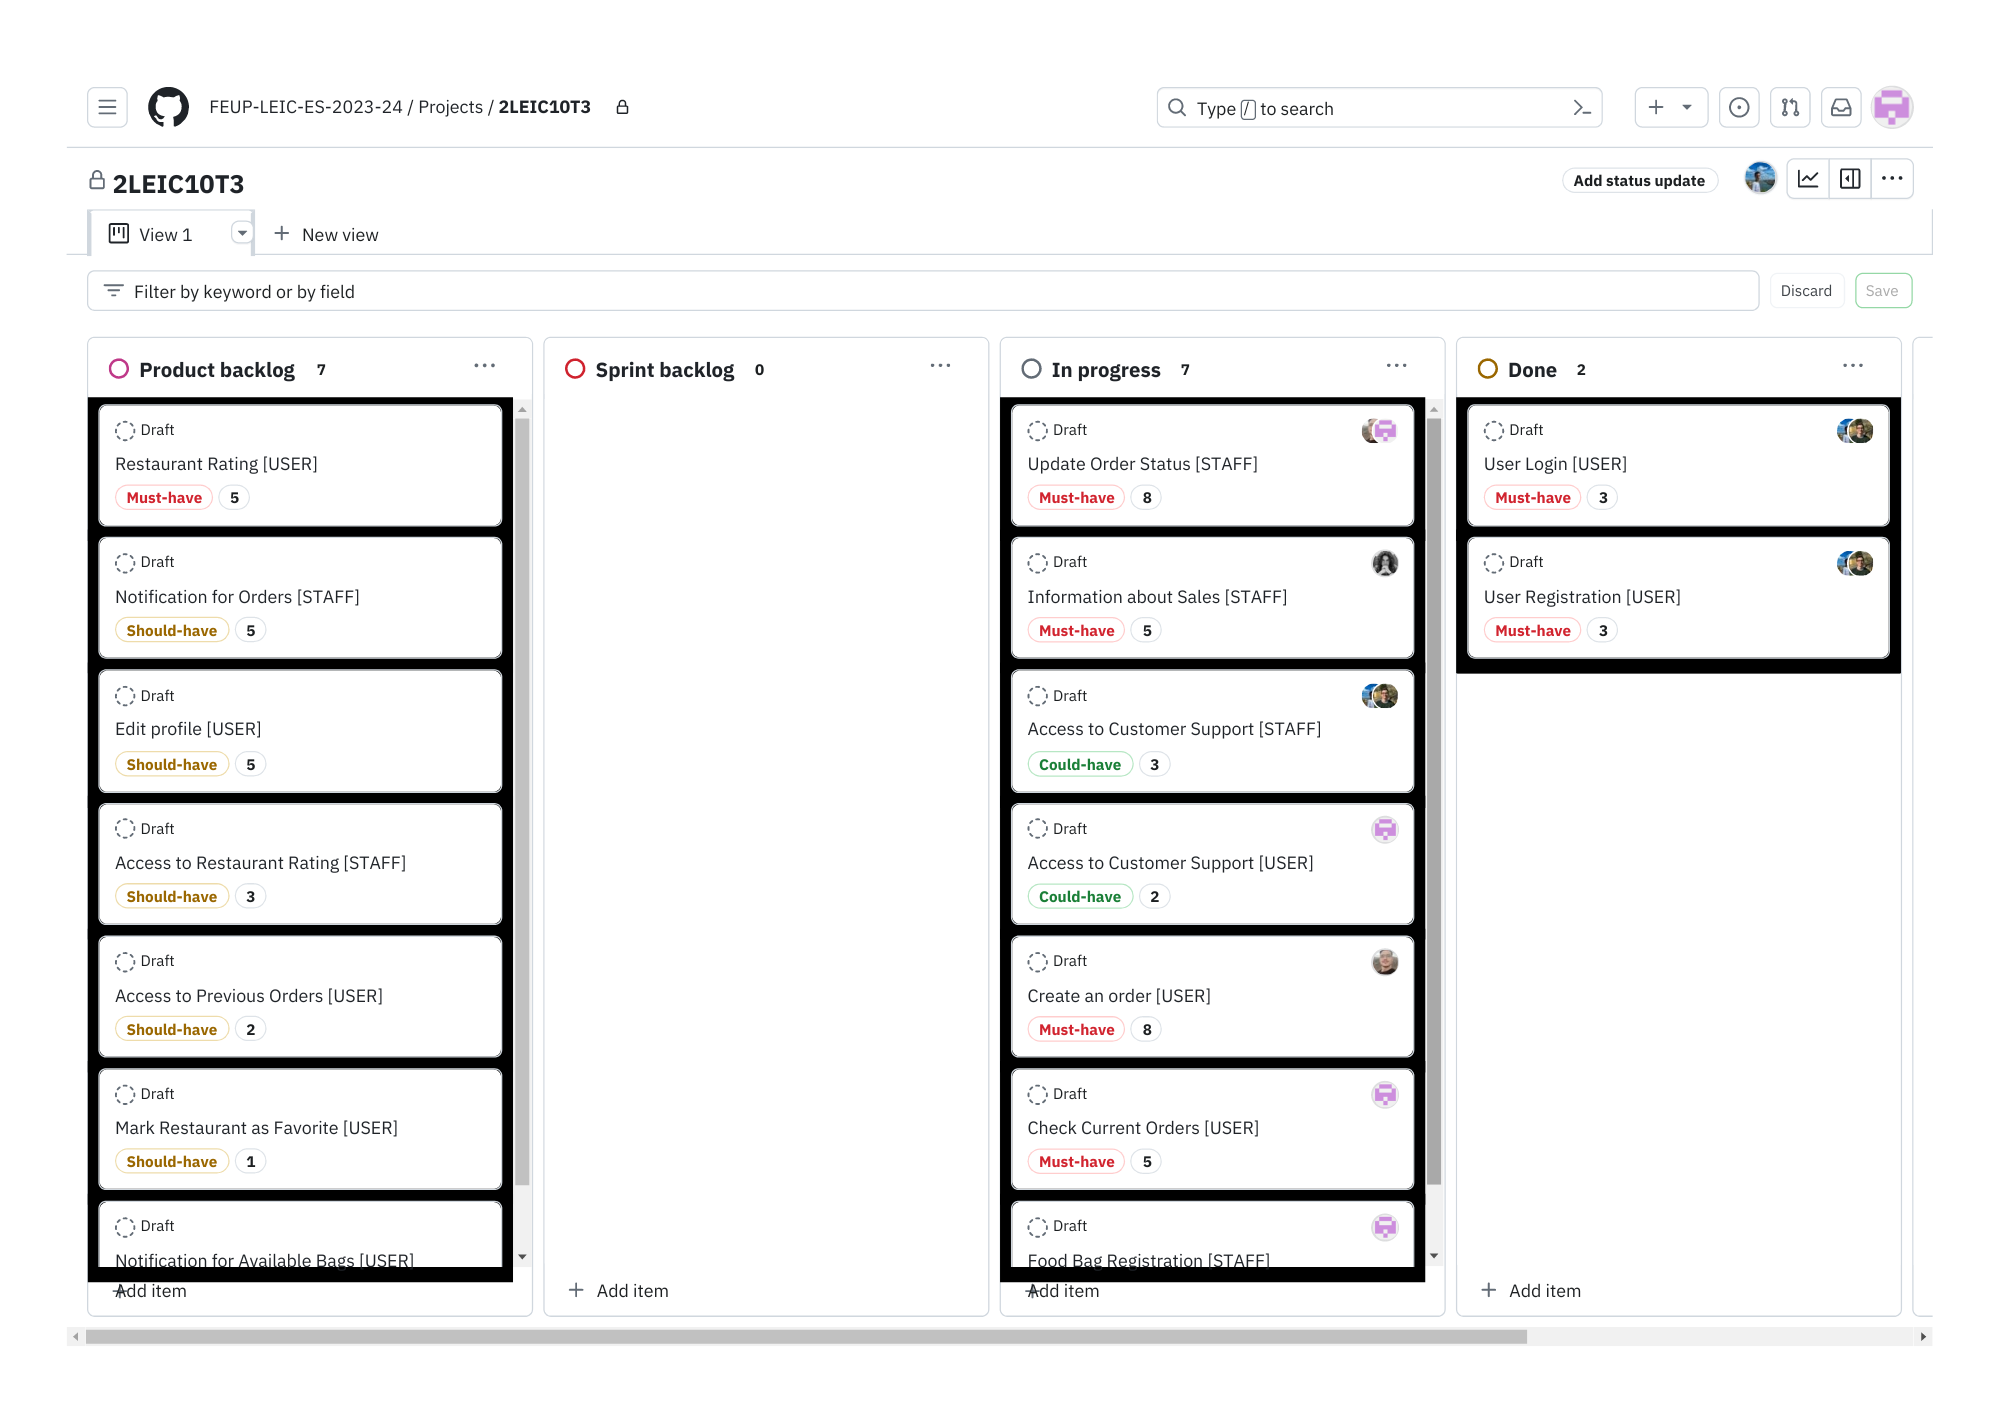 FEUP-LEIC-ES-2023-24 / Projects / 2LEIC10T3
Type / to search
2LEIC10T3
Add status update
View 1
New view
Filter by keyword or by field
Discard
Save
Product backlog 7
Draft
Restaurant Rating [USER]
Must-have 5
Draft
Notification for Orders [STAFF]
Should-have 5
Draft
Edit profile [USER]
Should-have 5
Draft
Access to Restaurant Rating [STAFF]
Should-have 3
Draft
Access to Previous Orders [USER]
Should-have 2
Draft
Mark Restaurant as Favorite [USER]
Should-have 1
Draft
Notification for Available Bags [USER]
Add item
Sprint backlog 0
Add item
In progress 7
Draft
Update Order Status [STAFF]
Must-have 8
Draft
Information about Sales [STAFF]
Must-have 5
Draft
Access to Customer Support [STAFF]
Could-have 3
Draft
Access to Customer Support [USER]
Could-have 2
Draft
Create an order [USER]
Must-have 8
Draft
Check Current Orders [USER]
Must-have 5
Draft
Food Bag Registration [STAFF]
Add item
Done 2
Draft
User Login [USER]
Must-have 3
Draft
User Registration [USER]
Must-have 3
Add item